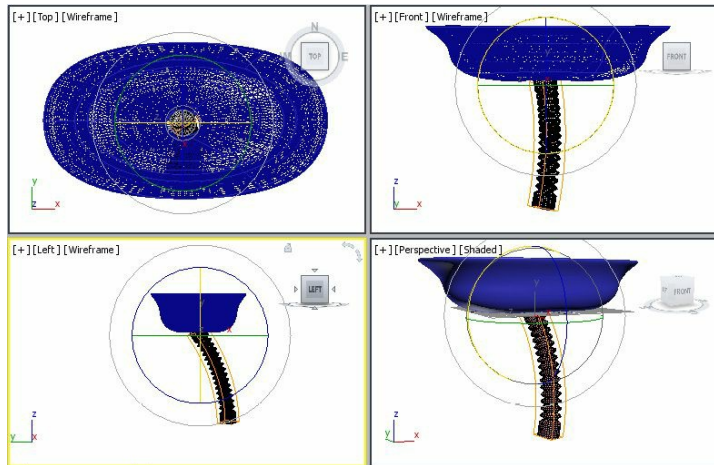 [+] [Top] [Wireframe]
N
W
TOP
E
y
z
x
[+] [Front] [Wireframe]
FRONT
z
x
[+] [Left] [Wireframe]
LEFT
y
x
z
y
x
[+] [Perspective] [Shaded]
FRONT
y
x
z
y
x